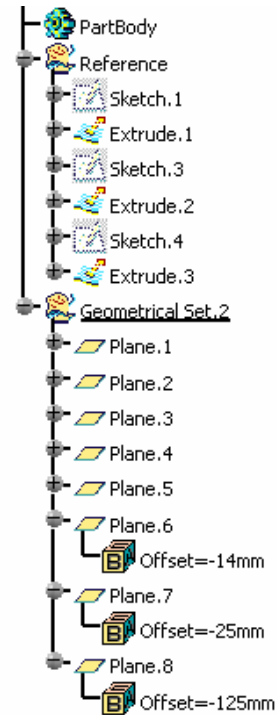 PartBody
Reference
Sketch.1
Extrude.1
Sketch.3
Extrude.2
Sketch.4
Extrude.3
Geometrical Set.2
Plane.1
Plane.2
Plane.3
Plane.4
Plane.5
Plane.6
B Offset=-14mm
Plane.7
B Offset=-25mm
Plane.8
B Offset=-125mm